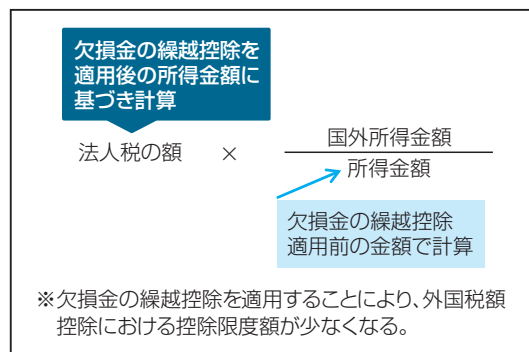 欠損金の繰越控除を
適用後の所得金額に
基づき計算
法人税の額 × 国外所得金額
所得金額
欠損金の繰越控除
適用前の金額で計算
※欠損金の繰越控除を適用することにより、外国税額
控除における控除限度額が少なくなる。